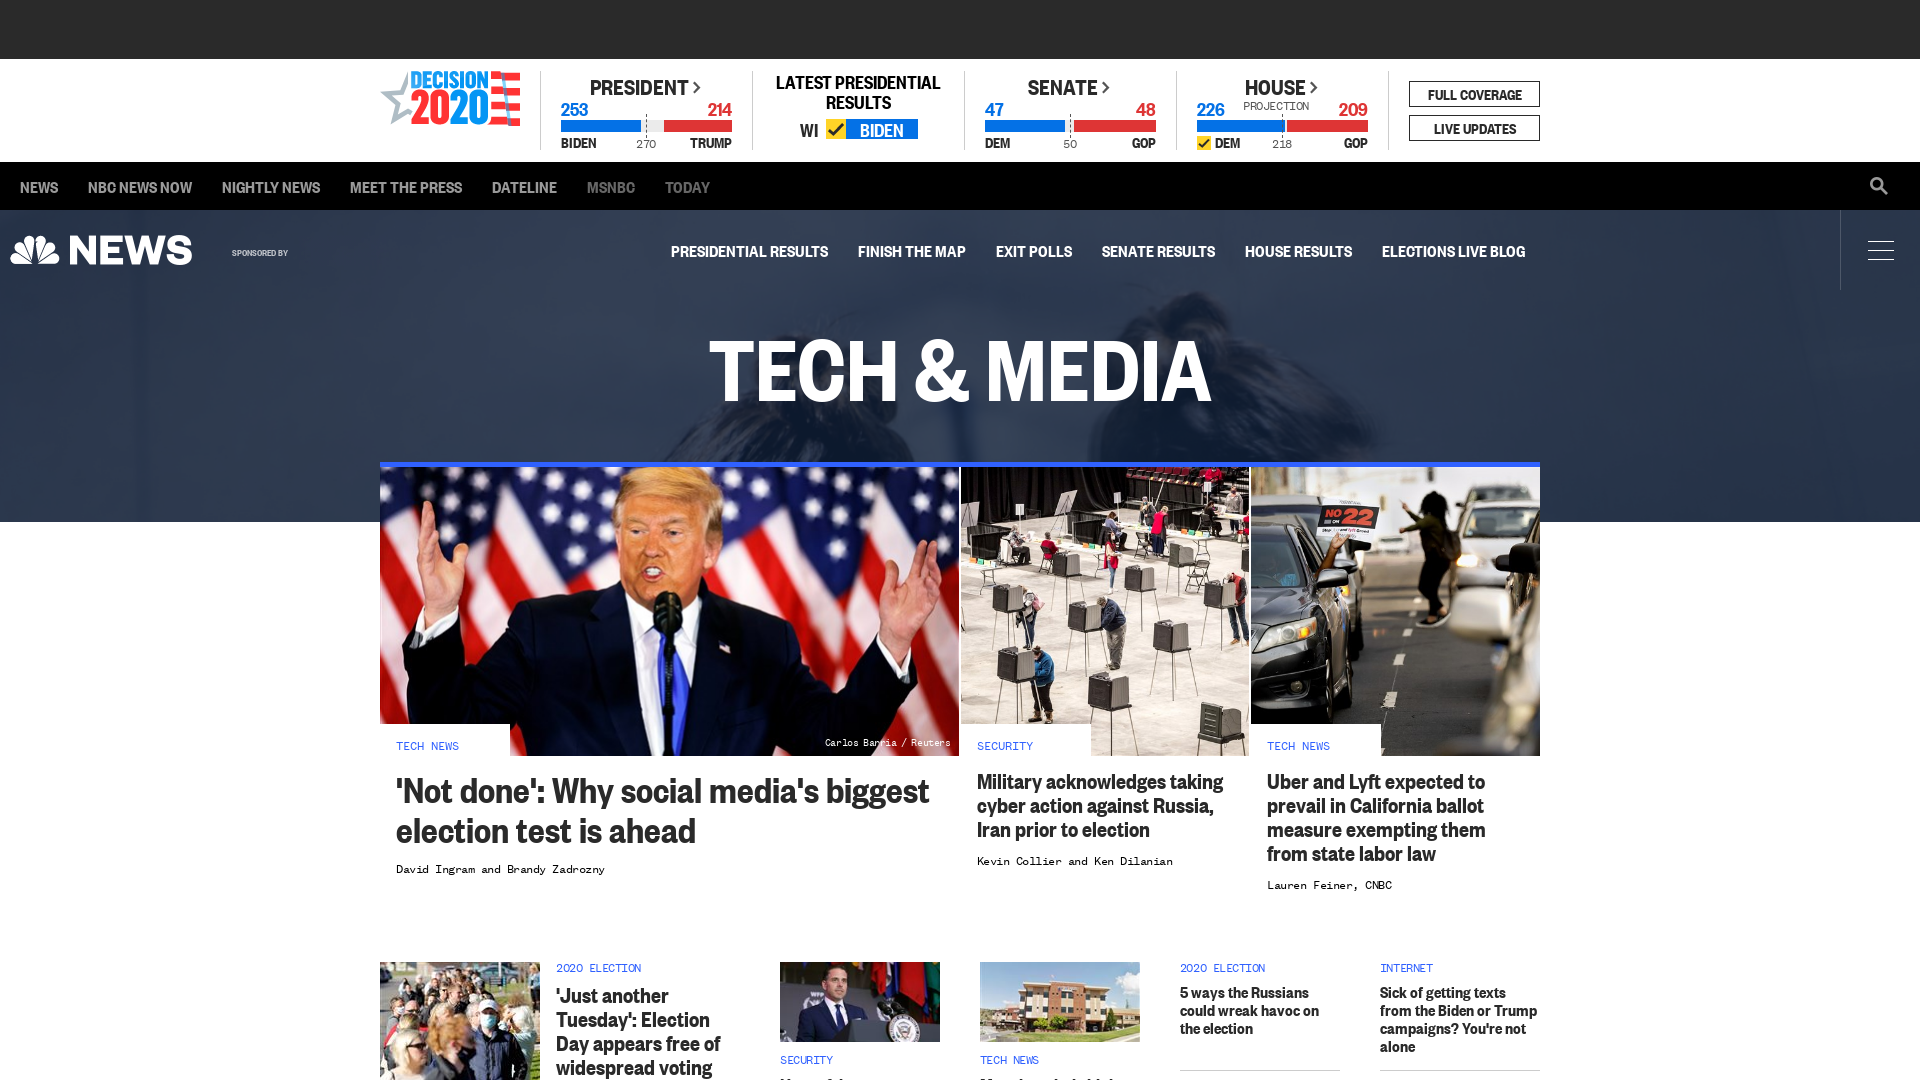 DECISION
2020
PRESIDENT
253 214
BIDEN 270 TRUMP
LATEST PRESIDENTIAL
RESULTS
WI BIDEN
SENATE
47 48
DEM 50 GOP
HOUSE
226 PROJECTION 209
DEM 218 GOP
FULL COVERAGE
LIVE UPDATES
NEWS NBC NEWS NOW NIGHTLY NEWS MEET THE PRESS DATELINE MSNBC TODAY
NEWS SPONSORED BY PRESIDENTIAL RESULTS FINISH THE MAP EXIT POLLS SENATE RESULTS HOUSE RESULTS ELECTIONS LIVE BLOG
TECH & MEDIA
Carlos Barria / Reuters
TECH NEWS
'Not done': Why social media's biggest
election test is ahead
David Ingram and Brandy Zadrozny
SECURITY
Military acknowledges taking
cyber action against Russia,
Iran prior to election
Kevin Collier and Ken Dilanian
NO
ON 22
TECH NEWS
Uber and Lyft expected to
prevail in California ballot
measure exempting them
from state labor law
Lauren Feiner, CNBC
2020 ELECTION
'Just another
Tuesday': Election
Day appears free of
widespread voting
SECURITY
TECH NEWS
2020 ELECTION
5 ways the Russians
could wreak havoc on
the election
INTERNET
Sick of getting texts
from the Biden or Trump
campaigns? You're not
alone